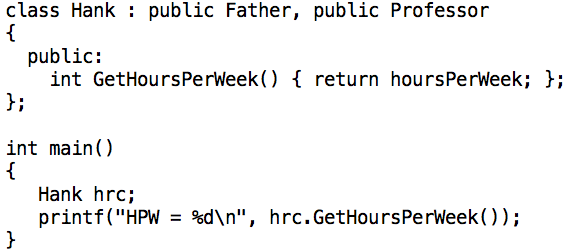 class Hank : public Father, public Professor
{
  public:
    int GetHoursPerWeek() { return hoursPerWeek; };
};

int main()
{
   Hank hrc;
   printf("HPW = %d\n", hrc.GetHoursPerWeek());
}